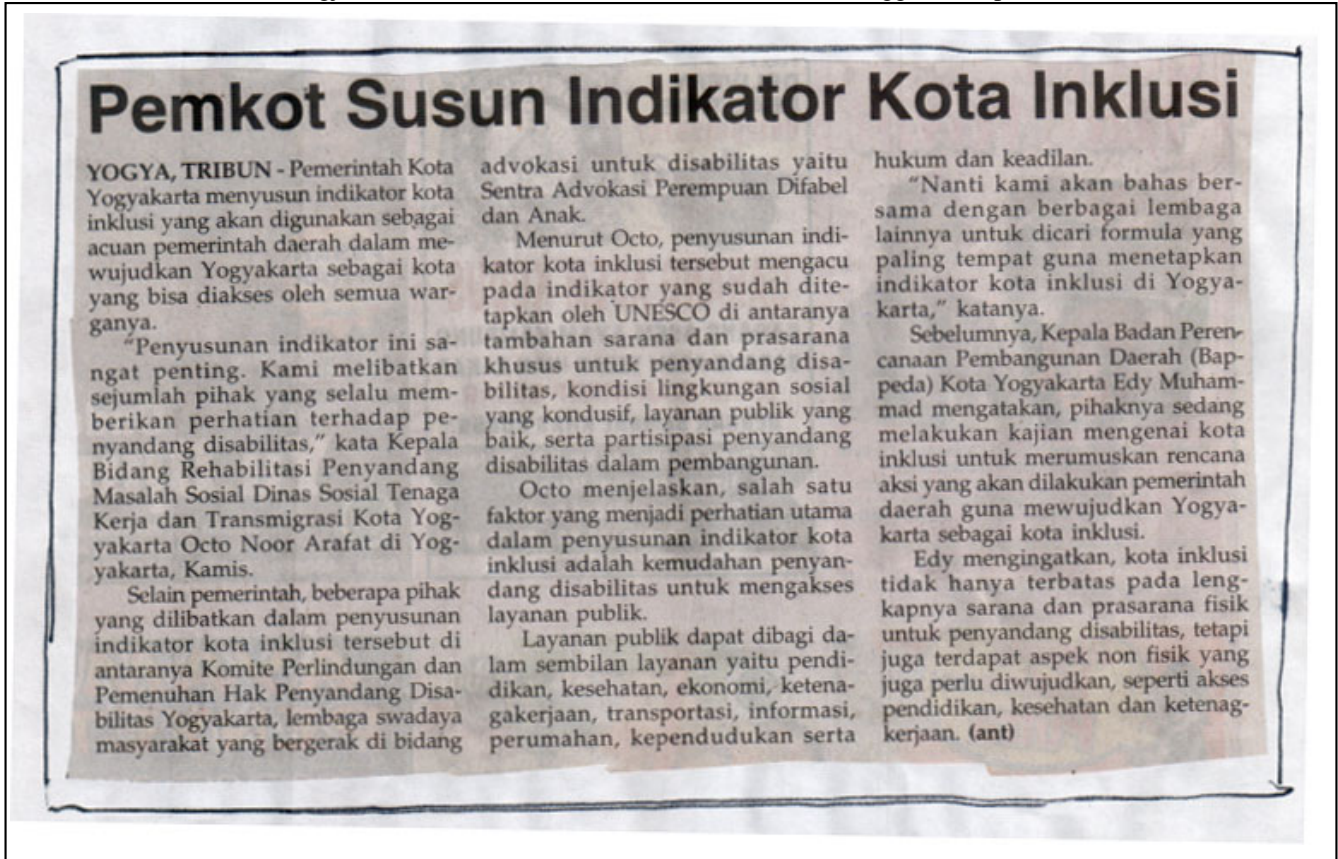 Pemkot Susun Indikator Kota Inklusi
YOGYA, TRIBUN - Pemerintah Kota
Yogyakarta menyusun indikator kota
inklusi yang akan digunakan sebagai
acuan pemerintah daerah dalam me-
wujudkan Yogyakarta sebagai kota
yang bisa diakses oleh semua war-
ganya.
"Penyusunan indikator ini sa-
ngat penting. Kami melibatkan
sejumlah pihak yang selalu mem-
berikan perhatian terhadap pe-
nyandang disabilitas," kata Kepala
Bidang Rehabilitasi Penyandang
Masalah Sosial Dinas Sosial Tenaga
Kerja dan Transmigrasi Kota Yog-
yakarta Octo Noor Arafat di Yog-
yakarta, Kamis.
Selain pemerintah, beberapa pihak
yang dilibatkan dalam penyusunan
indikator kota inklusi tersebut di
antaranya Komite Perlindungan dan
Pemenuhan Hak Penyandang Disa-
bilitas Yogyakarta, lembaga swadaya
masyarakat yang bergerak di bidang
advokasi untuk disabilitas yaitu
Sentra Advokasi Perempuan Difabel
dan Anak.
Menurut Octo, penyusunan indi-
kator kota inklusi tersebut mengacu
pada indikator yang sudah dite-
tapkan oleh UNESCO di antaranya
tambahan sarana dan prasarana
khusus untuk penyandang disa-
bilitas, kondisi lingkungan sosial
yang kondusif, layanan publik yang
baik, serta partisipasi penyandang
disabilitas dalam pembangunan.
Octo menjelaskan, salah satu
faktor yang menjadi perhatian utama
dalam penyusunan indikator kota
inklusi adalah kemudahan penyan-
dang disabilitas untuk mengakses
layanan publik.
Layanan publik dapat dibagi da-
lam sembilan layanan yaitu pendi-
dikan, kesehatan, ekonomi, ketena-
gakerjaan, transportasi, informasi,
perumahan, kependudukan serta
hukum dan keadilan.
"Nanti kami akan bahas ber-
sama dengan berbagai lembaga
lainnya untuk dicari formula yang
paling tempat guna menetapkan
indikator kota inklusi di Yogya-
karta," katanya.
Sebelumnya, Kepala Badan Peren-
canaan Pembangunan Daerah (Bap-
peda) Kota Yogyakarta Edy Muham-
mad mengatakan, pihaknya sedang
melakukan kajian mengenai kota
inklusi untuk merumuskan rencana
aksi yang akan dilakukan pemerintah
daerah guna mewujudkan Yogya-
karta sebagai kota inklusi.
Edy mengingatkan, kota inklusi
tidak hanya terbatas pada leng-
kapnya sarana dan prasarana fisik
untuk penyandang disabilitas, tetapi
juga terdapat aspek non fisik yang
juga perlu diwujudkan, seperti akses
pendidikan, kesehatan dan ketenag-
kerjaan. (ant)